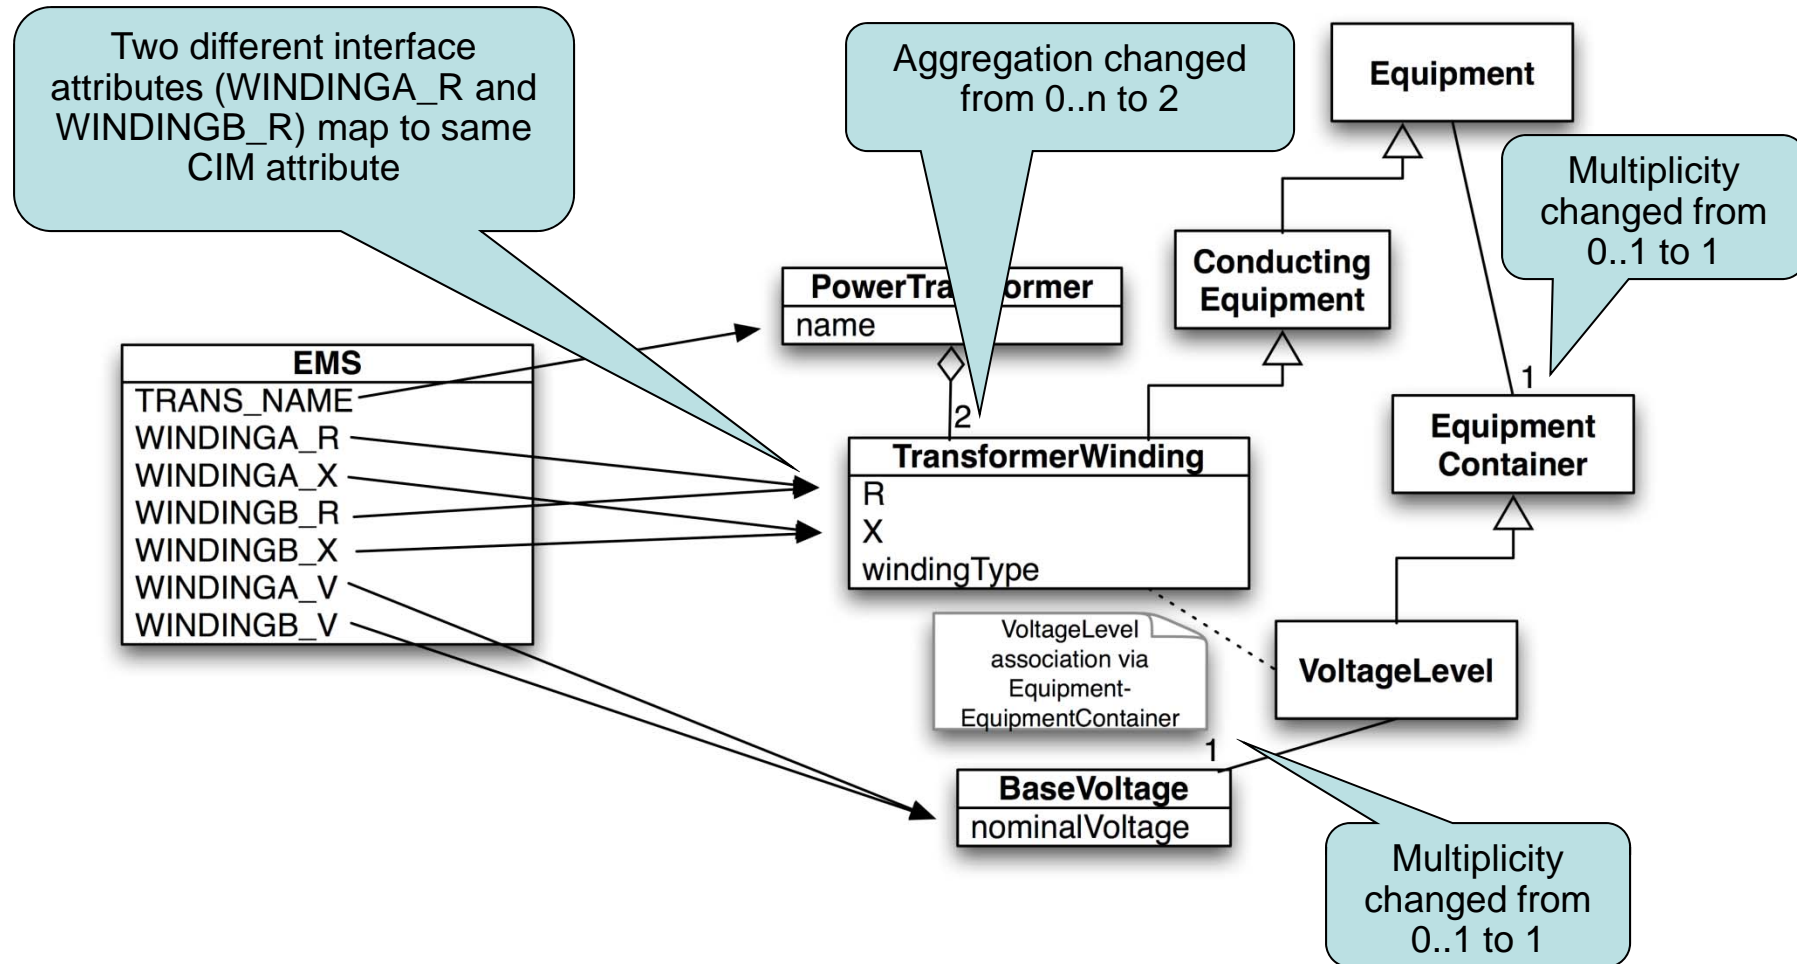 Two different interface
attributes (WINDINGA_R and
WINDINGB_R) map to same
CIM attribute
Aggregation changed
from 0..n to 2
Equipment
Multiplicity
changed from
0..1 to 1
Conducting
Equipment
PowerTra ormer
name
EMS
TRANS_NAME
WINDINGA_R
WINDINGA_X
WINDINGB_R
WINDINGB_X
WINDINGA_V
WINDINGB_V
2
TransformerWinding
R
X
windingType
1
Equipment
Container
VoltageLevel
association via
Equipment-
EquipmentContainer
VoltageLevel
1
BaseVoltage
nominalVoltage
Multiplicity
changed from
0..1 to 1